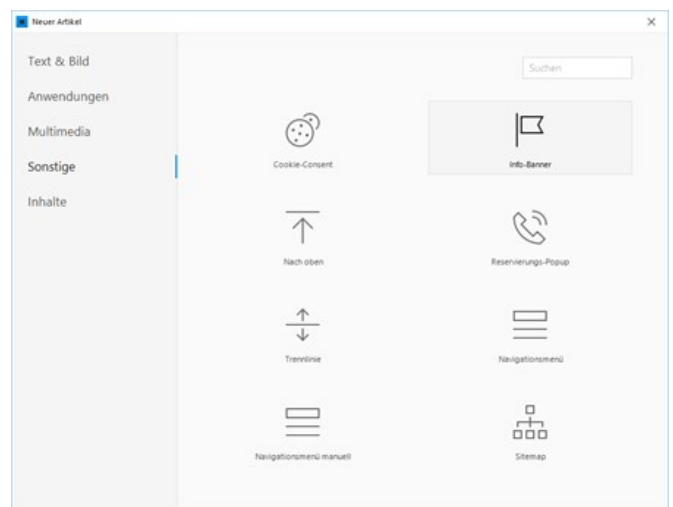 Neuer Artikel
Text & Bild
Anwendungen
Multimedia
Sonstige
Inhalte
Suchen
Cookie-Consent
Info-Banner
Nach oben
Reservierungs-Popup
Trennlinie
Navigationsmenü
Navigationsmenü manuell
Sitemap